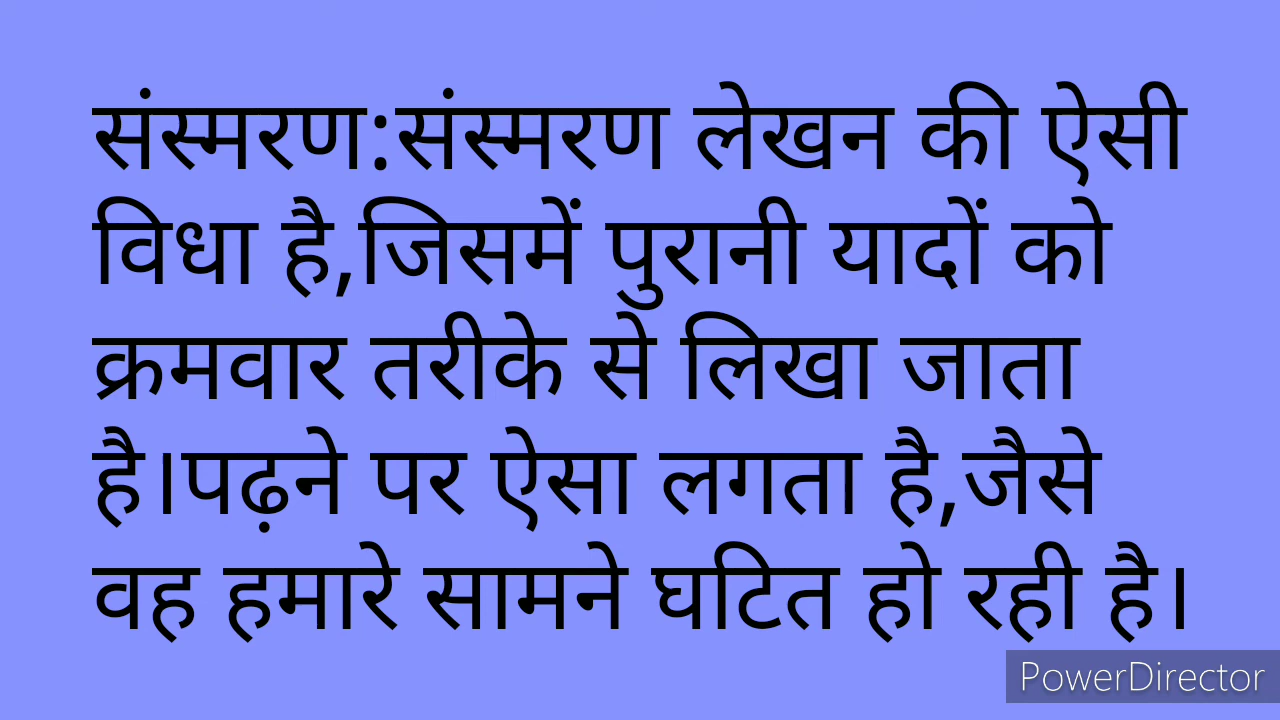 संस्मरण:संस्मरण लेखन की ऐसी
विधा है,जिसमें पुरानी यादों को
क्रमवार तरीके से लिखा जाता
है।पढ़ने पर ऐसा लगता है,जैसे
वह हमारे सामने घटित हो रही है।
PowerDirector